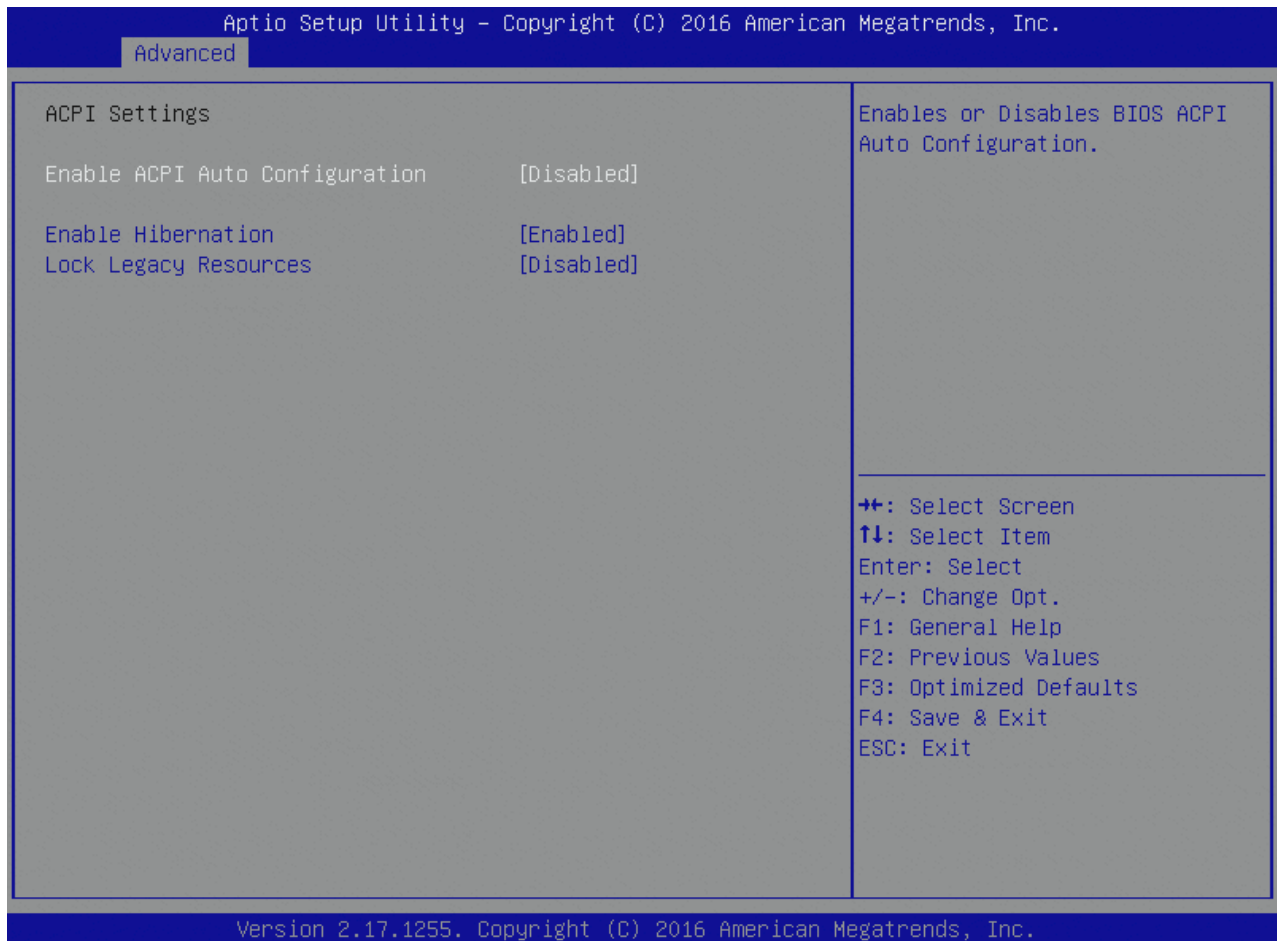 Aptio Setup Utility – Copyright (C) 2016 American Megatrends, Inc.
Advanced
ACPI Settings
Enable ACPI Auto Configuration [Disabled]
Enable Hibernation [Enabled]
Lock Legacy Resources [Disabled]
Enables or Disables BIOS ACPI
Auto Configuration.
→←: Select Screen
↑↓: Select Item
Enter: Select
+/-: Change Opt.
F1: General Help
F2: Previous Values
F3: Optimized Defaults
F4: Save & Exit
ESC: Exit
Version 2.17.1255. Copyright (C) 2016 American Megatrends, Inc.